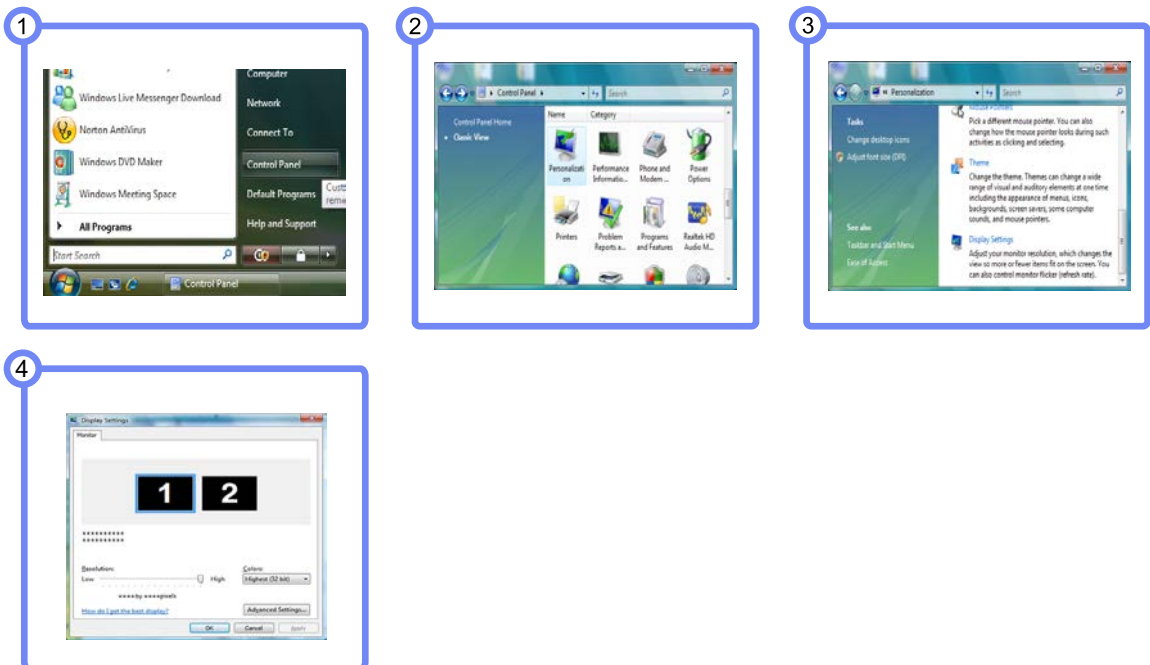 1
Computer
Windows Live Messenger Download
Network
Norton AntiVirus
Connect To
Windows DVD Maker
Control Panel
Windows Meeting Space
Default Programs
All Programs
Help and Support
Start Search
Control Panel
2
Control Panel
Search
Name Category
Control Panel Home
Classic View
Personalizati
on
Performance
Informatio...
Phone and
Modem ...
Power
Options
Printers
Problem
Reports a...
Programs
and Features
Realtek HD
Audio M...
3
Personalization
Search
Tasks
Change desktop icons
Adjust font size (DPI)
See also
Taskbar and Start Menu
Ease of Access
Mouse Pointers
Pick a different mouse pointer. You can also
change how the mouse pointer looks during such
activities as clicking and selecting.
Theme
Change the theme. Themes can change a wide
range of visual and auditory elements at one time
including the appearance of menus, icons,
backgrounds, screen savers, some computer
sounds, and mouse pointers.
Display Settings
Adjust your monitor resolution, which changes the
view so more or fewer items fit on the screen. You
can also control monitor flicker (refresh rate).
4
Display Settings
Monitor
1 2
**********
**********
Resolution:
Low High
****by ****pixels
Colors:
Highest (32 bit)
How do I get the best display?
Advanced Settings...
OK Cancel Apply